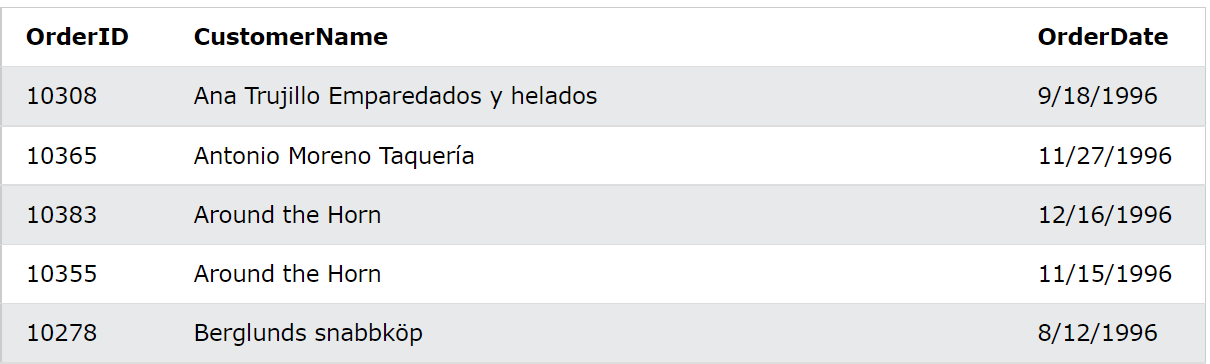 OrderID CustomerName OrderDate
10308 Ana Trujillo Emparedados y helados 9/18/1996
10365 Antonio Moreno Taquería 11/27/1996
10383 Around the Horn 12/16/1996
10355 Around the Horn 11/15/1996
10278 Berglunds snabbköp 8/12/1996